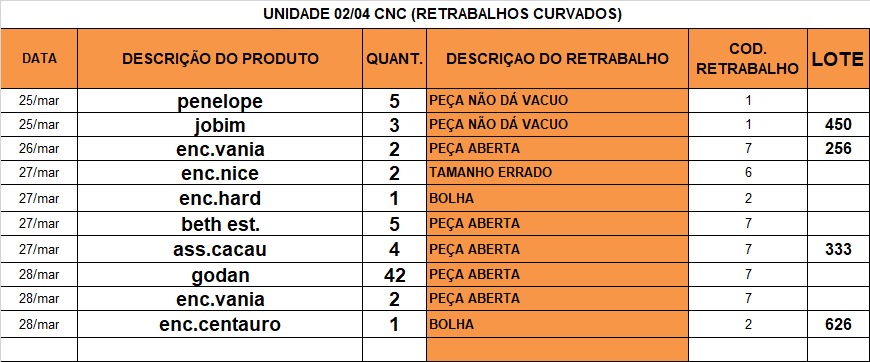 UNIDADE 02/04 CNC (RETRABALHOS CURVADOS)
DATA DESCRIÇÃO DO PRODUTO QUANT. DESCRIÇAO DO RETRABALHO COD. RETRABALHO LOTE
25/mar penelope 5 PEÇA NÃO DÁ VACUO 1
25/mar jobim 3 PEÇA NÃO DÁ VACUO 1 450
26/mar enc.vania 2 PEÇA ABERTA 7 256
27/mar enc.nice 2 TAMANHO ERRADO 6
27/mar enc.hard 1 BOLHA 2
27/mar beth est. 5 PEÇA ABERTA 7
27/mar ass.cacau 4 PEÇA ABERTA 7 333
28/mar godan 42 PEÇA ABERTA 7
28/mar enc.vania 2 PEÇA ABERTA 7
28/mar enc.centauro 1 BOLHA 2 626